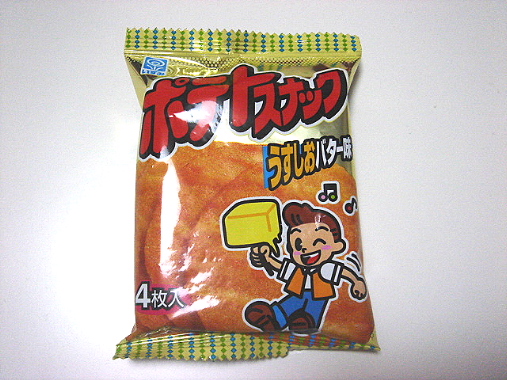 ポテトスナック
うすしおバター味
4枚入